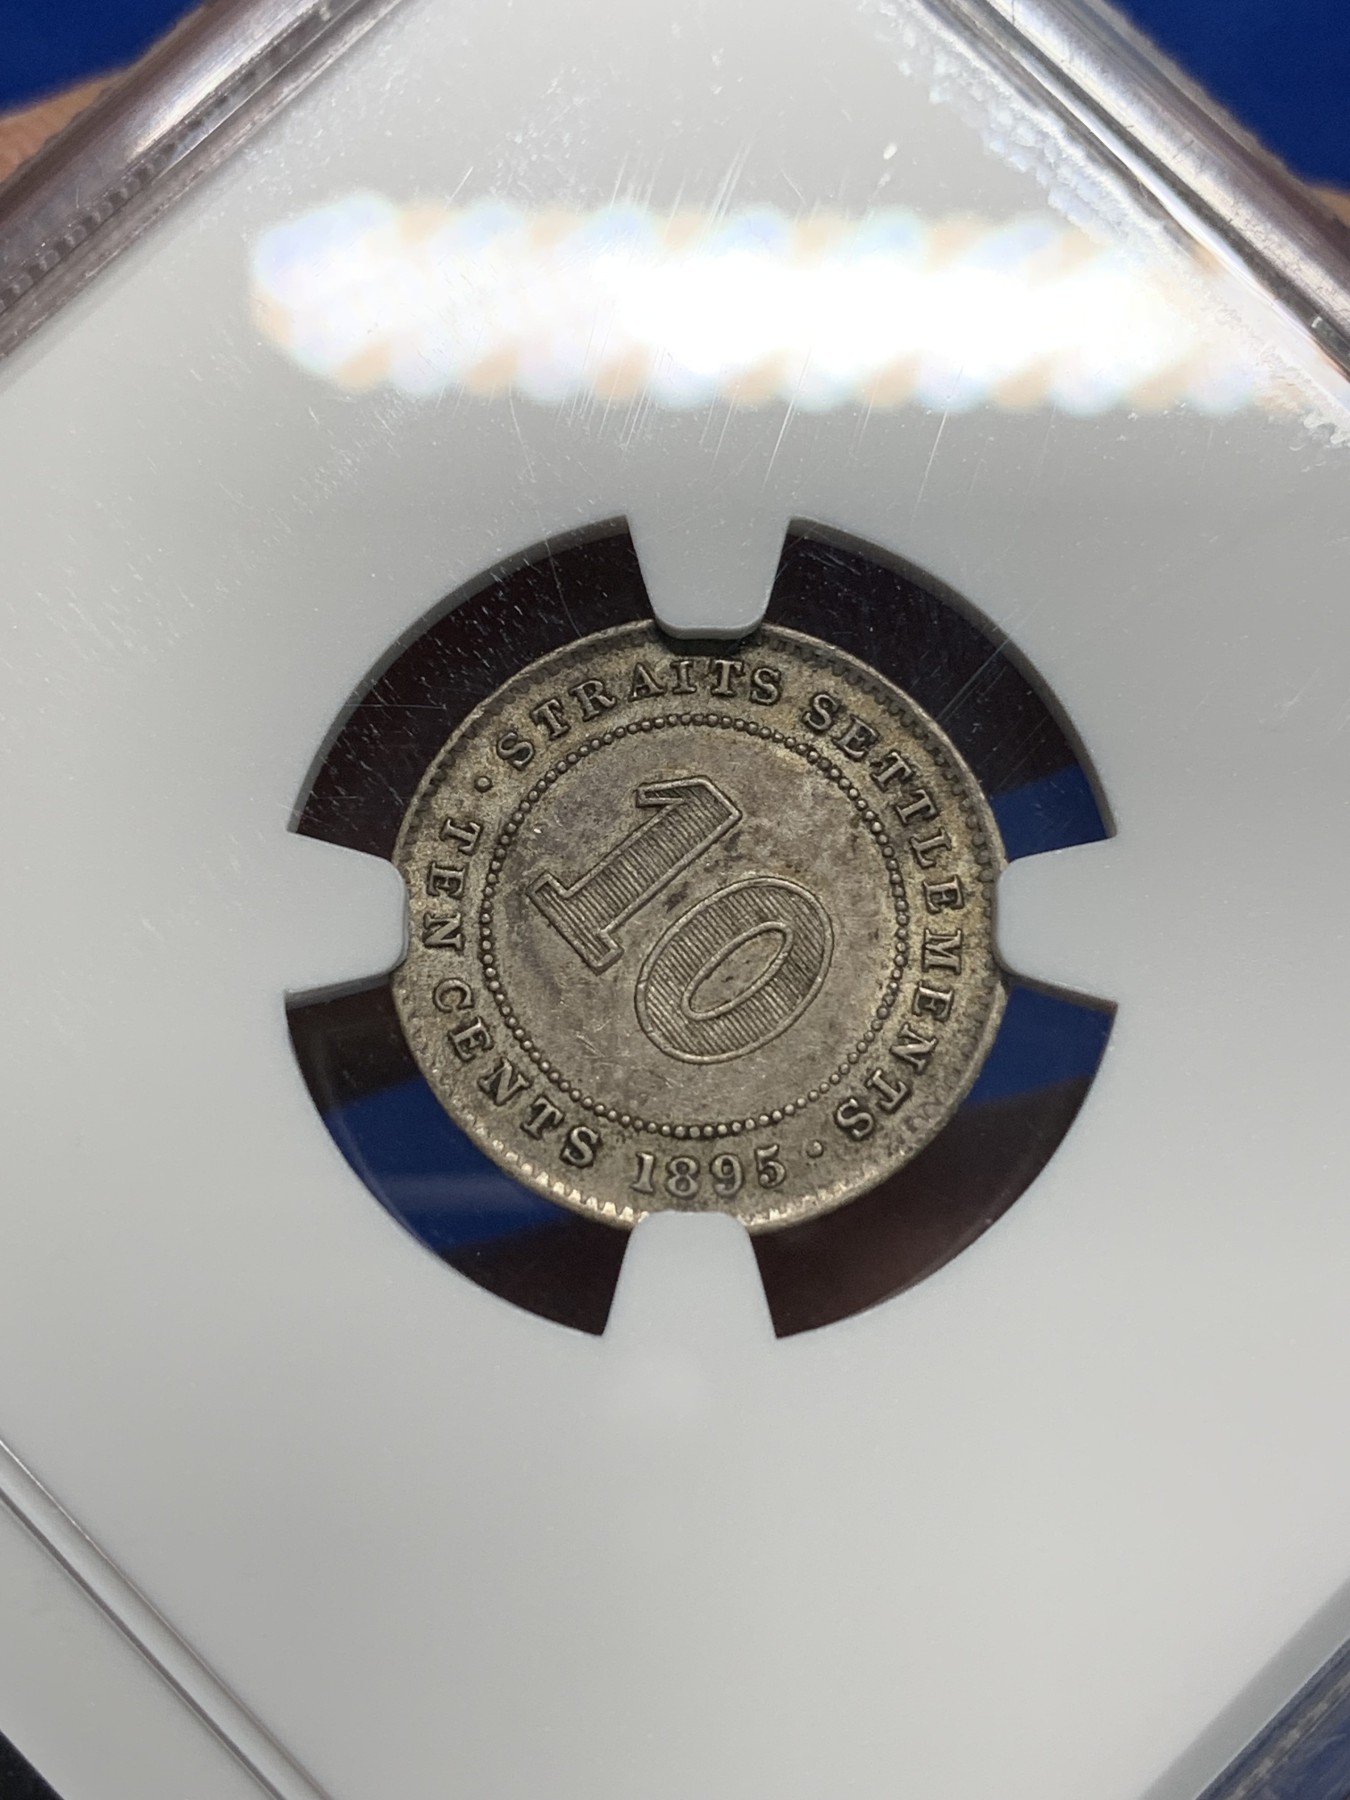 STRAITS SETTLEMENTS · 
10
TEN CENTS 1895 ·